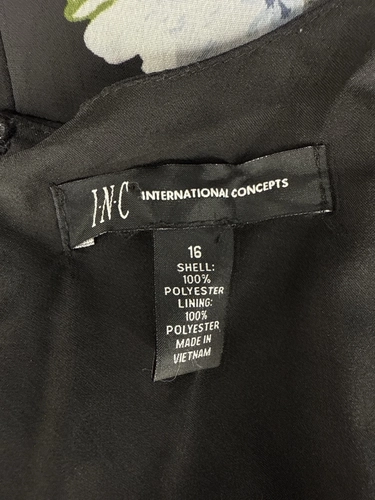 I·N·C INTERNATIONAL CONCEPTS
16
SHELL:
100%
POLYESTER
LINING:
100%
POLYESTER
MADE IN
VIETNAM